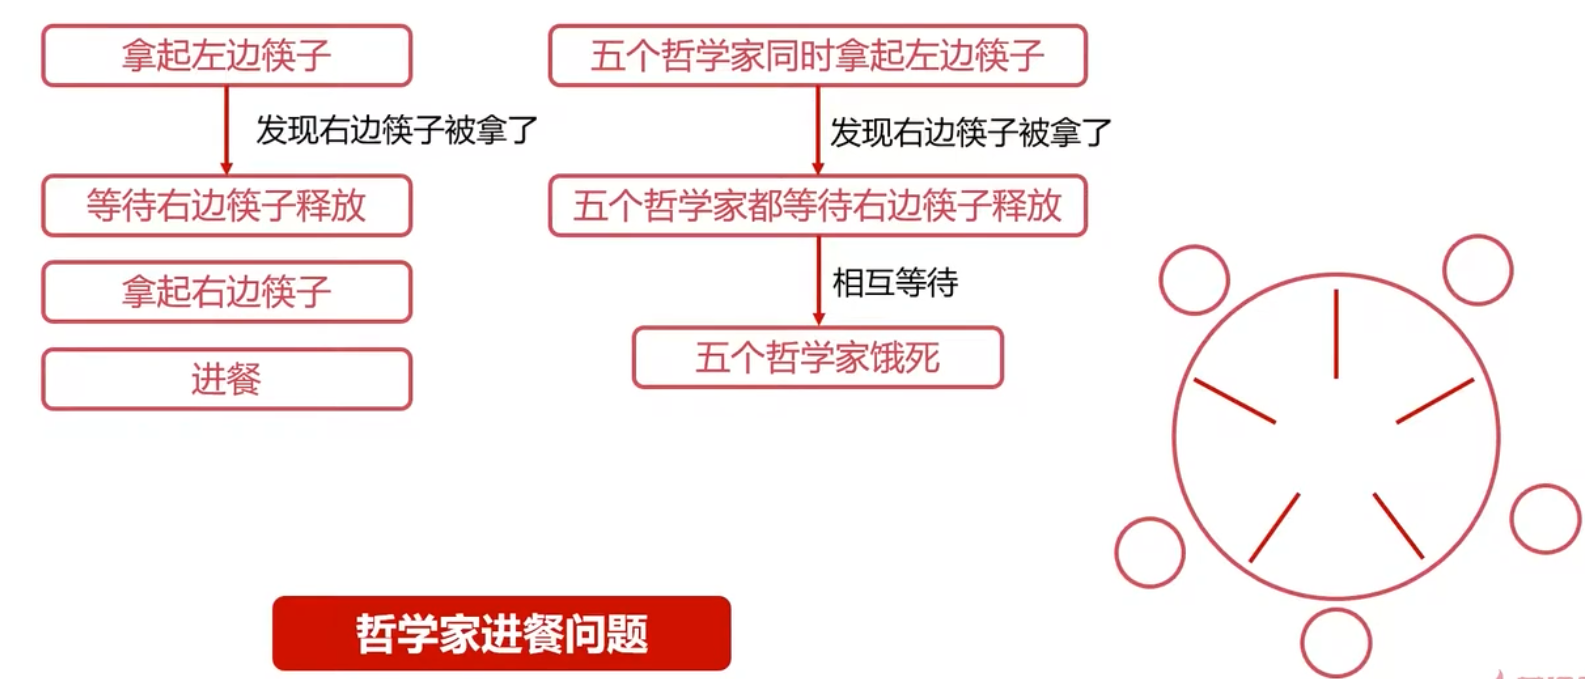 拿起左边筷子
发现右边筷子被拿了
等待右边筷子释放
拿起右边筷子
进餐
五个哲学家同时拿起左边筷子
发现右边筷子被拿了
五个哲学家都等待右边筷子释放
相互等待
五个哲学家饿死
哲学家进餐问题